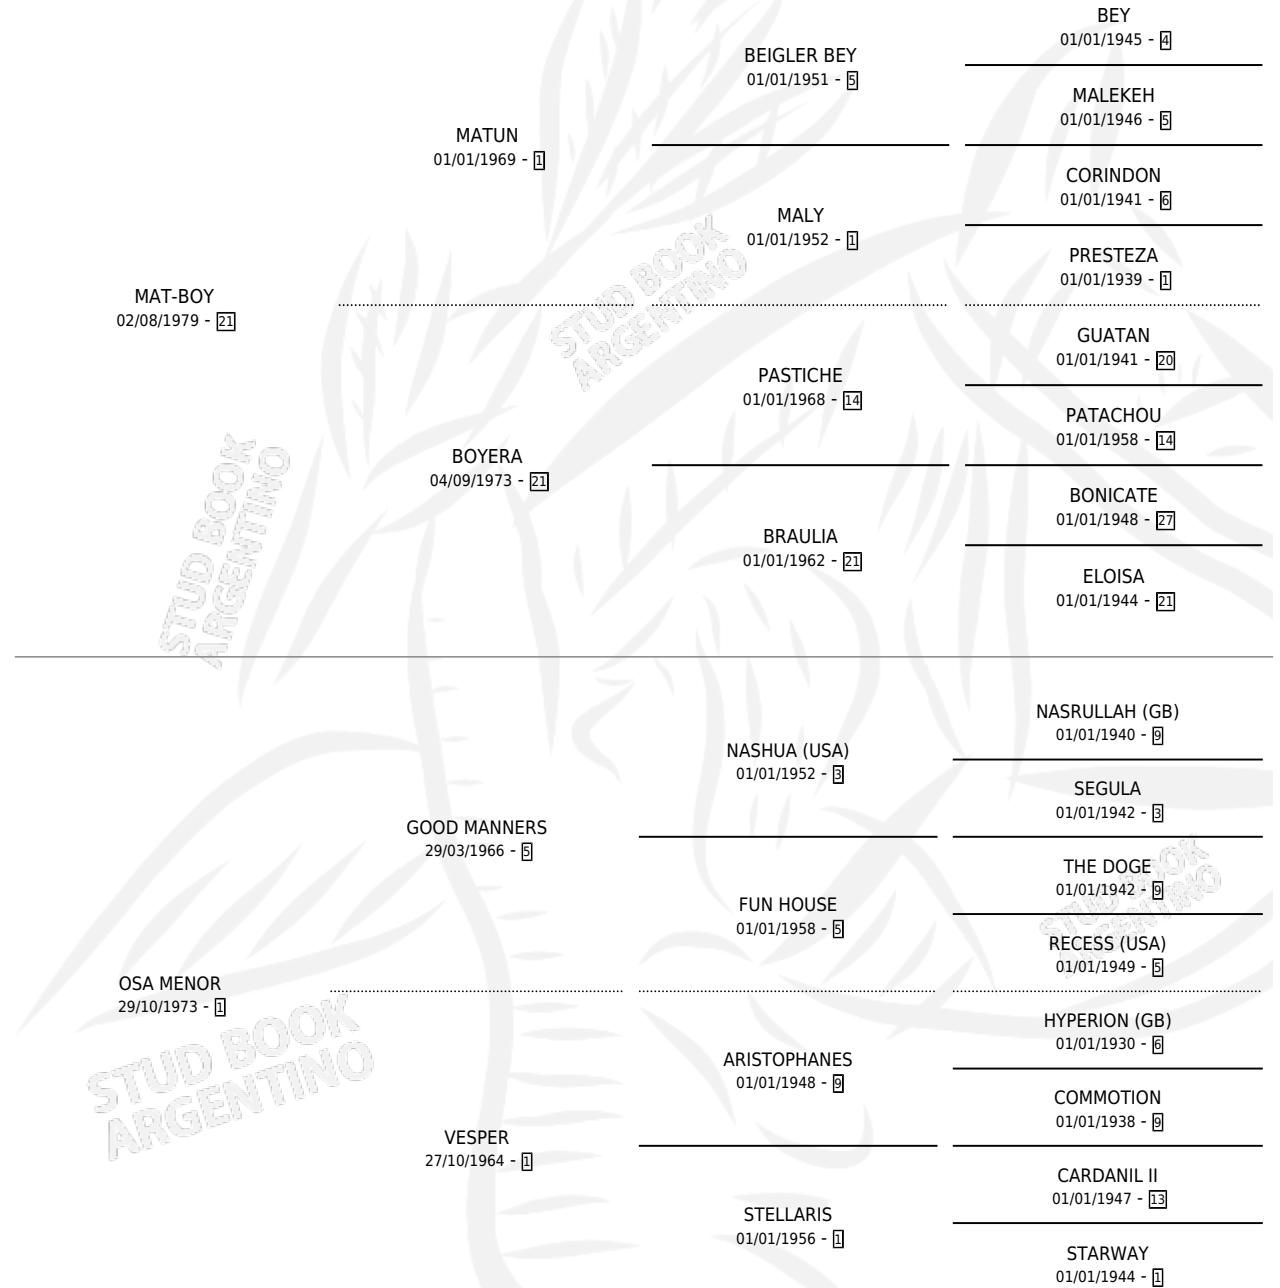 BEY
01/01/1945 - 4
BEIGLER BEY
01/01/1951 - 5
MALEKEH
01/01/1946 - 5
MATUN
01/01/1969 - 1
CORINDON
01/01/1941 - 6
MALY
01/01/1952 - 1
PRESTEZA
01/01/1939 - 1
MAT-BOY
02/08/1979 - 21
GUATAN
01/01/1941 - 20
PASTICHE
01/01/1968 - 14
PATACHOU
01/01/1958 - 14
BOYERA
04/09/1973 - 21
BONICATE
01/01/1948 - 27
BRAULIA
01/01/1962 - 21
ELOISA
01/01/1944 - 21
STUD BOOK
ARGENTINO
STUD BOOK
ARGENTINO
NASRULLAH (GB)
01/01/1940 - 9
NASHUA (USA)
01/01/1952 - 3
SEGULA
01/01/1942 - 3
GOOD MANNERS
29/03/1966 - 5
THE DOGE
01/01/1942 - 9
FUN HOUSE
01/01/1958 - 5
RECESS (USA)
01/01/1949 - 5
OSA MENOR
29/10/1973 - 1
HYPERION (GB)
01/01/1930 - 6
ARISTOPHANES
01/01/1948 - 9
COMMOTION
01/01/1938 - 9
VESPER
27/10/1964 - 1
CARDANIL II
01/01/1947 - 13
STELLARIS
01/01/1956 - 1
STARWAY
01/01/1944 - 1
STUD BOOK
ARGENTINO
STUD BOOK
ARGENTINO